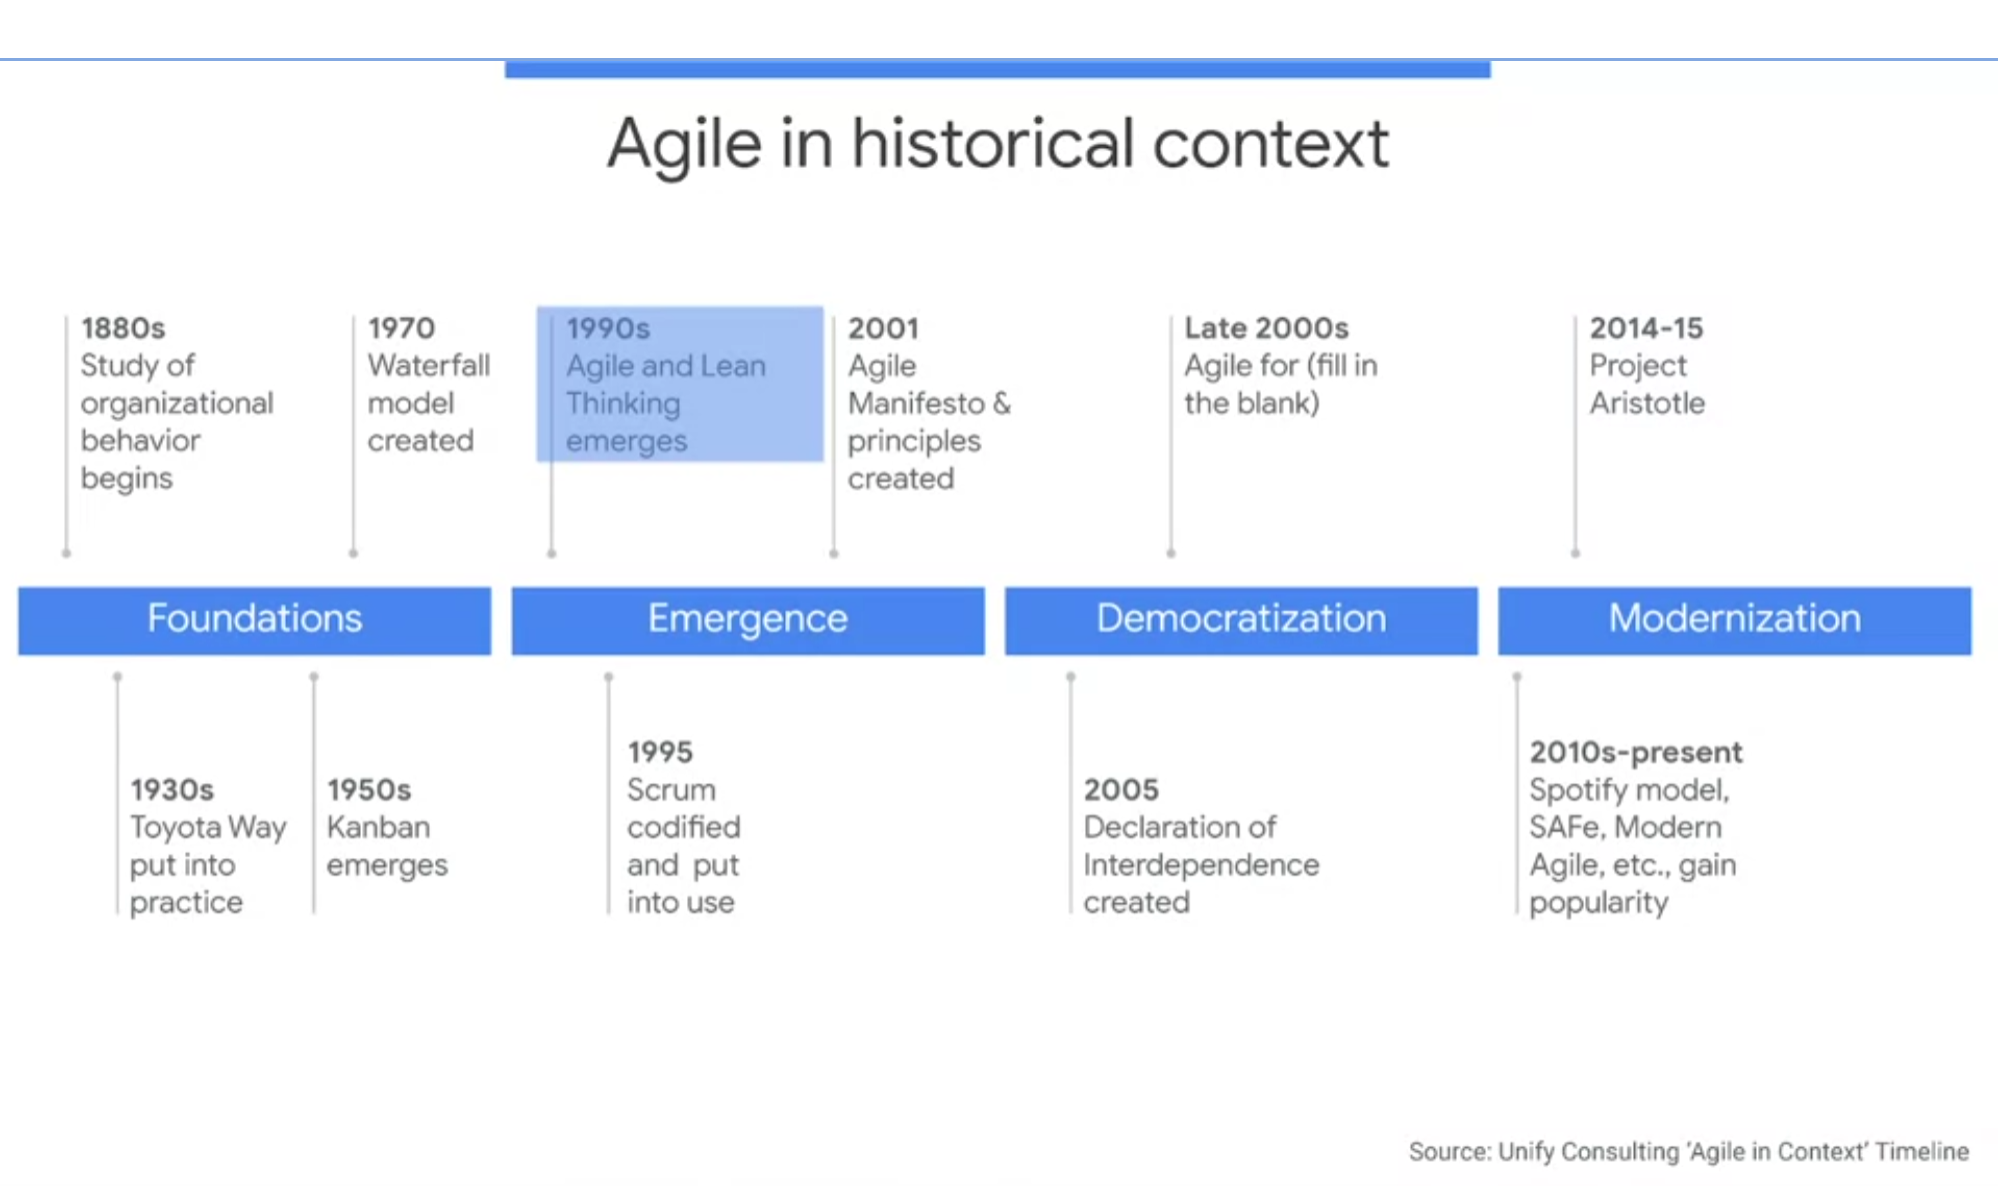 Agile in historical context
1880s
Study of
organizational
behavior
begins
1970
Waterfall
model
created
1990s
Agile and Lean
Thinking
emerges
2001
Agile
Manifesto &
principles
created
Late 2000s
Agile for (fill in
the blank)
2014-15
Project
Aristotle
Foundations
Emergence
Democratization
Modernization
1930s
Toyota Way
put into
practice
1950s
Kanban
emerges
1995
Scrum
codified
and put
into use
2005
Declaration of
Interdependence
created
2010s-present
Spotify model,
SAFe, Modern
Agile, etc., gain
popularity
Source: Unify Consulting 'Agile in Context' Timeline